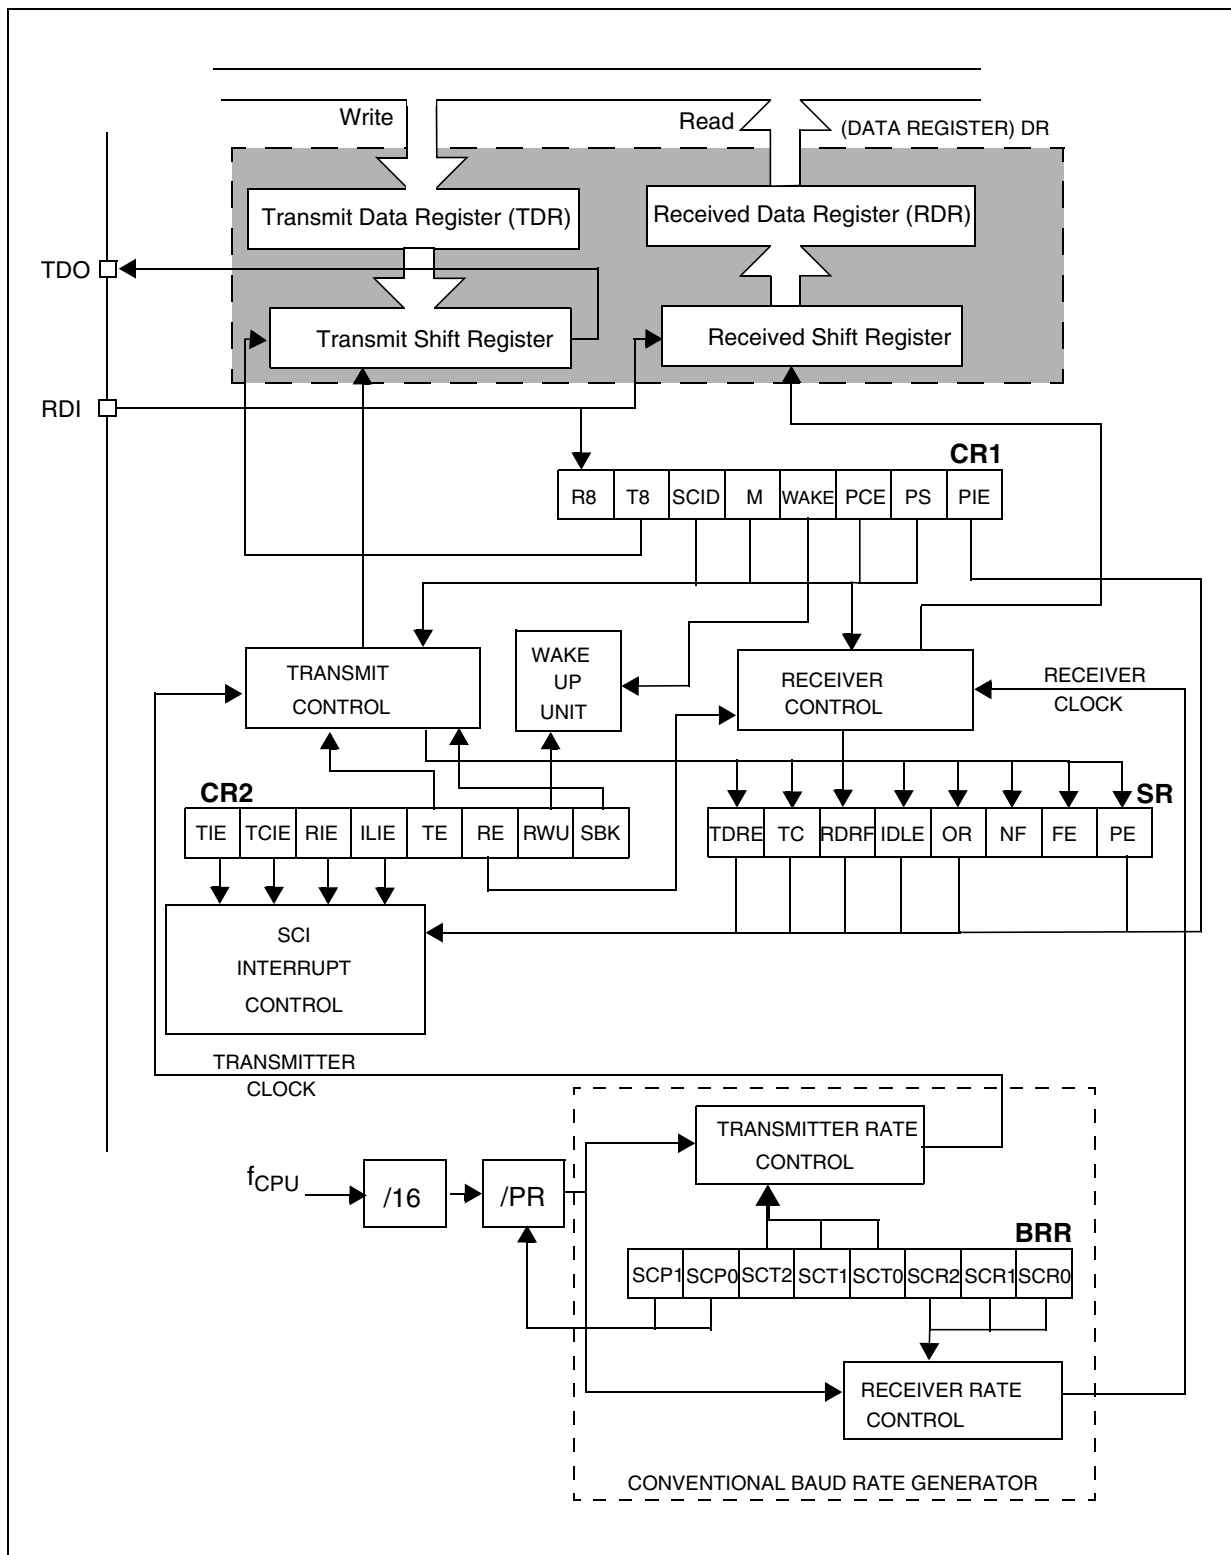 Write
Read
(DATA REGISTER) DR
Transmit Data Register (TDR)
Received Data Register (RDR)
TDO
Transmit Shift Register
Received Shift Register
RDI
CR1
R8 T8 SCID M WAKE PCE PS PIE
TRANSMIT
CONTROL
WAKE
UP
UNIT
RECEIVER
CONTROL
RECEIVER
CLOCK
CR2
SR
TIE TCIE RIE ILIE TE RE RWU SBK
TDRE TC RDRF IDLE OR NF FE PE
SCI
INTERRUPT
CONTROL
TRANSMITTER
CLOCK
TRANSMITTER RATE
CONTROL
fCPU
/16
/PR
BRR
SCP1 SCP0 SCT2 SCT1 SCT0 SCR2 SCR1 SCR0
RECEIVER RATE
CONTROL
CONVENTIONAL BAUD RATE GENERATOR